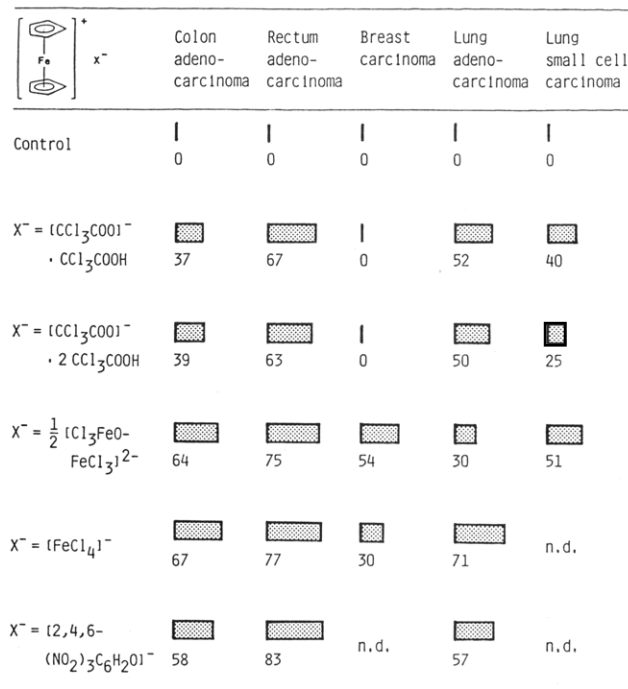 Fe
+
X⁻
Colon adeno-carcinoma
Rectum adeno-carcinoma
Breast carcinoma
Lung adeno-carcinoma
Lung small cell carcinoma
Control
0 0 0 0 0
X⁻ = [CCl₃COO]⁻
· CCl₃COOH 37 67 0 52 40
X⁻ = [CCl₃COO]⁻
· 2 CCl₃COOH 39 63 0 50 25
X⁻ = 1/2 [Cl₃FeO-
FeCl₃]²⁻ 64 75 54 30 51
X⁻ = [FeCl₄]⁻ n.d.
67 77 30 71
X⁻ = [2,4,6-
(NO₂)₃C₆H₂O]⁻ 58 83 n.d. 57 n.d.